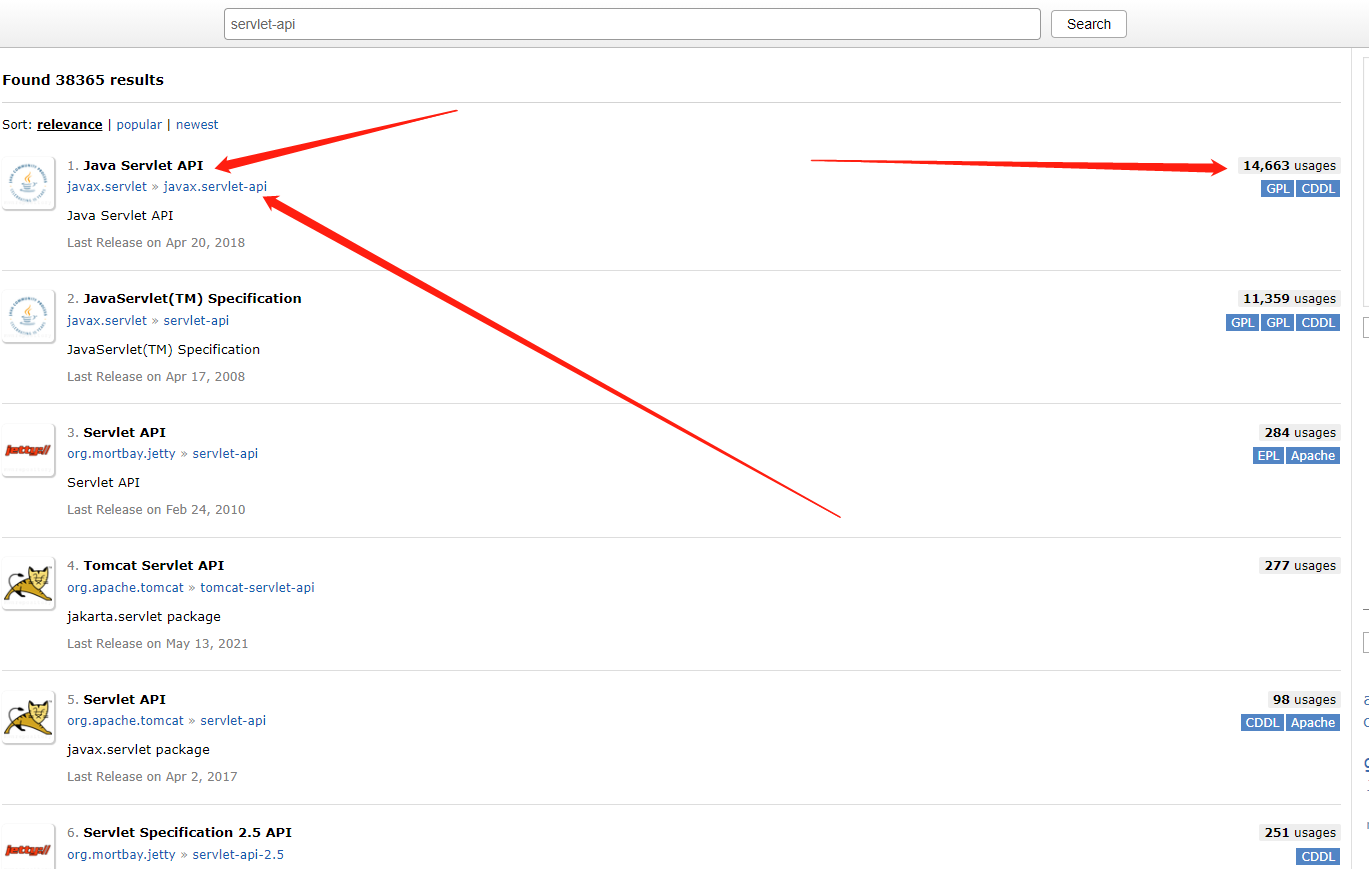 servlet-api Search
Found 38365 results
Sort: relevance | popular | newest
1. Java Servlet API 14,663 usages
javax.servlet » javax.servlet-api GPL CDDL
Java Servlet API
Last Release on Apr 20, 2018
2. JavaServlet(TM) Specification 11,359 usages
javax.servlet » servlet-api GPL GPL CDDL
JavaServlet(TM) Specification
Last Release on Apr 17, 2008
jetty://
3. Servlet API 284 usages
org.mortbay.jetty » servlet-api EPL Apache
Servlet API
Last Release on Feb 24, 2010
4. Tomcat Servlet API 277 usages
org.apache.tomcat » tomcat-servlet-api
jakarta.servlet package
Last Release on May 13, 2021
5. Servlet API 98 usages
org.apache.tomcat » servlet-api CDDL Apache
javax.servlet package
Last Release on Apr 2, 2017
jetty://
6. Servlet Specification 2.5 API 251 usages
org.mortbay.jetty » servlet-api-2.5 CDDL